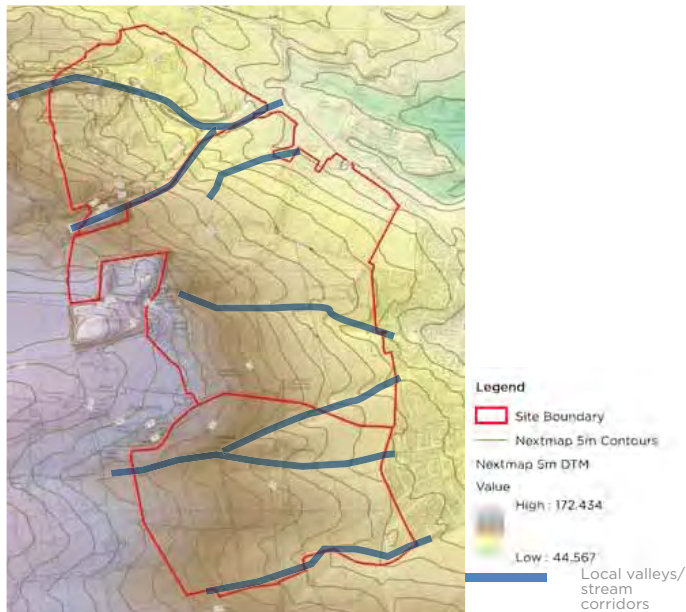 Legend
Site Boundary
Nextmap 5m Contours
Nextmap 5m DTM
Value
High : 172.434
Low : 44.567
Local valleys/
stream
corridors